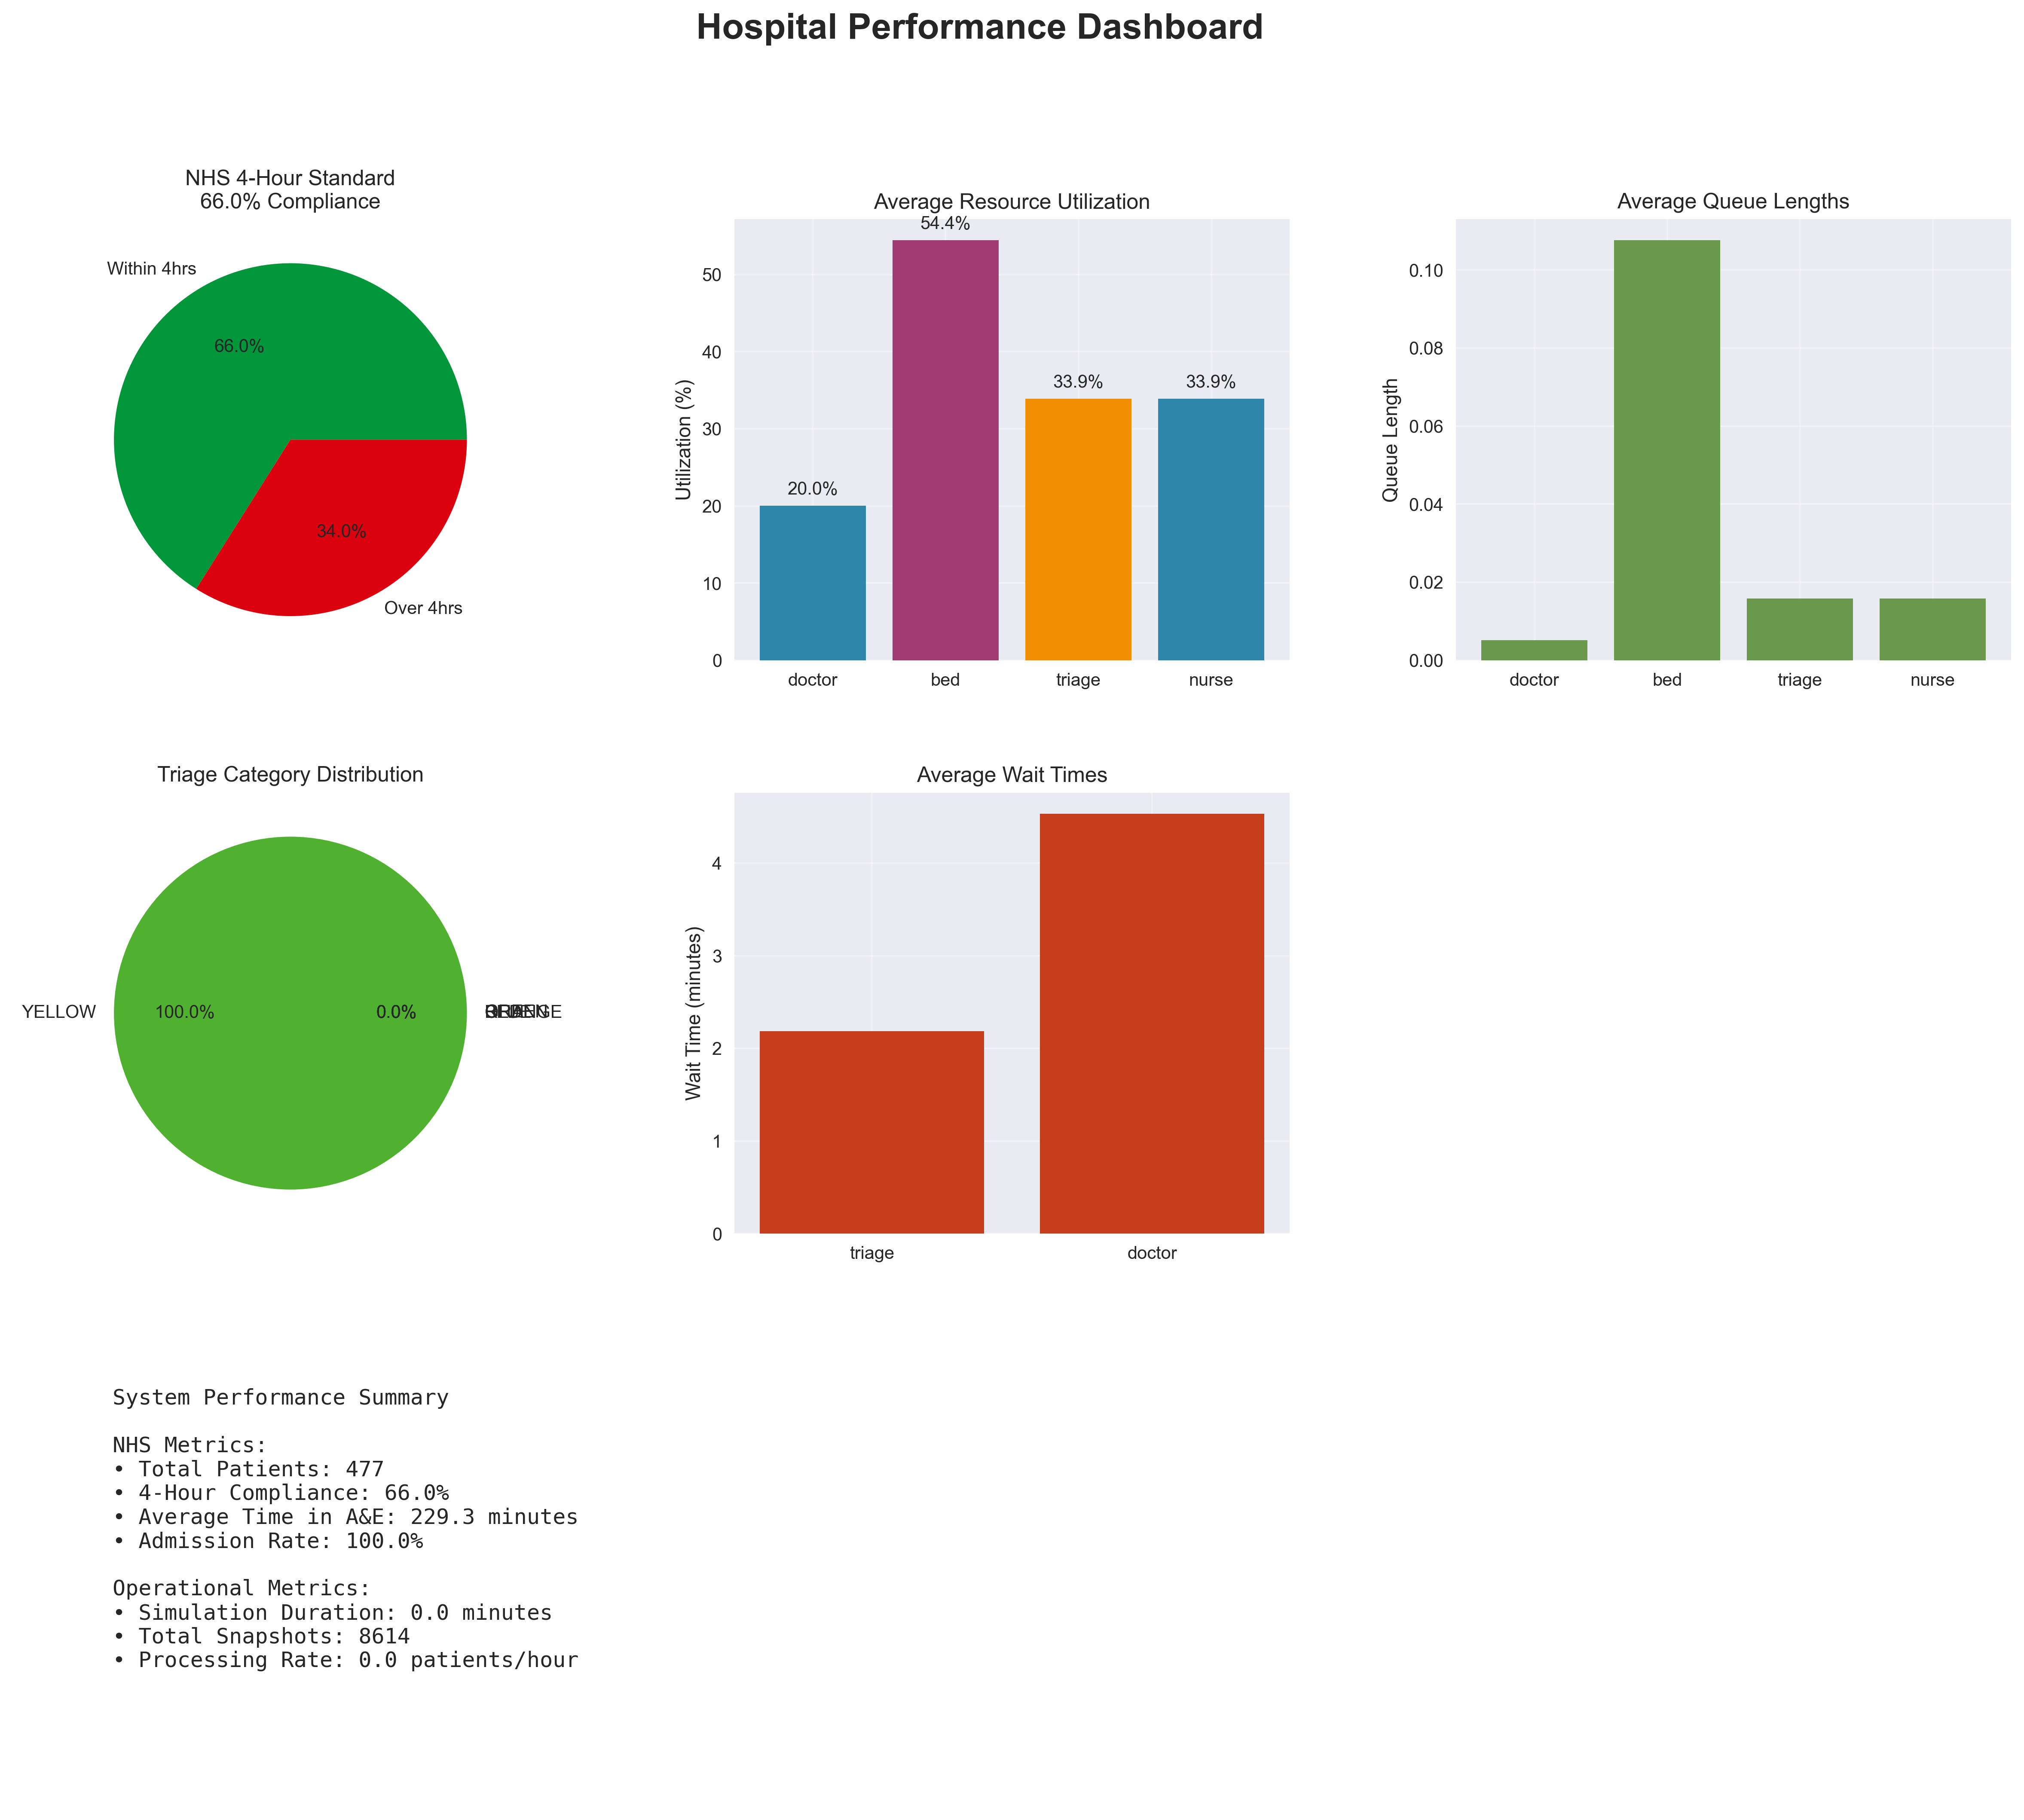 Hospital Performance Dashboard
NHS 4-Hour Standard
66.0% Compliance
Within 4hrs
66.0%
34.0%
Over 4hrs
Average Resource Utilization
Utilization (%)
50
40
30
20
10
0
54.4%
33.9%
33.9%
20.0%
doctor
bed
triage
nurse
Average Queue Lengths
Queue Length
0.10
0.08
0.06
0.04
0.02
0.00
doctor
bed
triage
nurse
Triage Category Distribution
YELLOW
100.0%
0.0%
Average Wait Times
Wait Time (minutes)
4
3
2
1
0
triage
doctor
System Performance Summary
NHS Metrics:
• Total Patients: 477
• 4-Hour Compliance: 66.0%
• Average Time in A&E: 229.3 minutes
• Admission Rate: 100.0%
Operational Metrics:
• Simulation Duration: 0.0 minutes
• Total Snapshots: 8614
• Processing Rate: 0.0 patients/hour